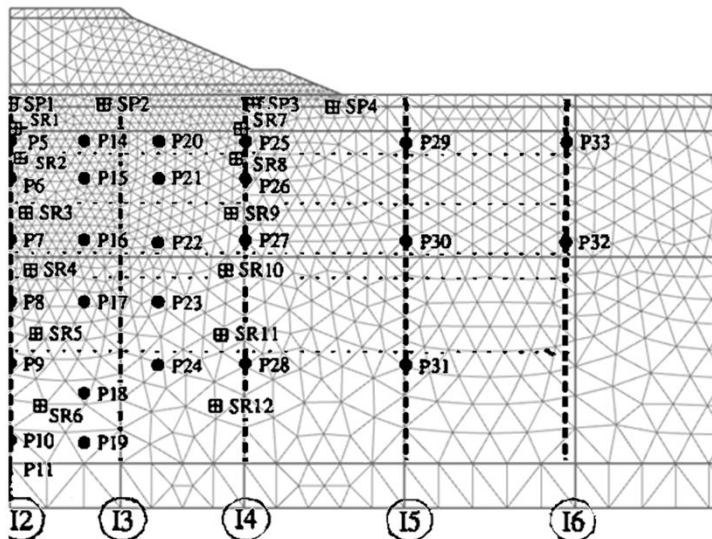 SP1 SP2 SP3 SP4
SR1 SR7
P5 P14 P20 P25 P29 P33
SR2 SR8
P6 P15 P21 P26
SR3 SR9
P7 P16 P22 P27 P30 P32
SR4 SR10
P8 P17 P23
SR5 SR11
P9 P24 P28 P31
P18
SR6 SR12
P10 P19
P11
I2 I3 I4 I5 I6